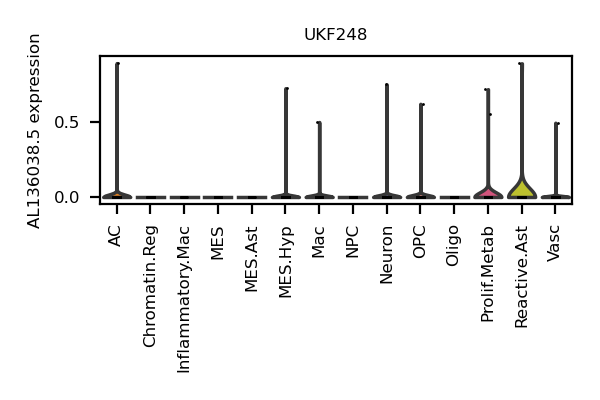 UKF248
AL136038.5 expression
0.5
0.0
AC
Chromatin.Reg
Inflammatory.Mac
MES
MES.Ast
MES.Hyp
Mac
NPC
Neuron
OPC
Oligo
Prolif.Metab
Reactive.Ast
Vasc